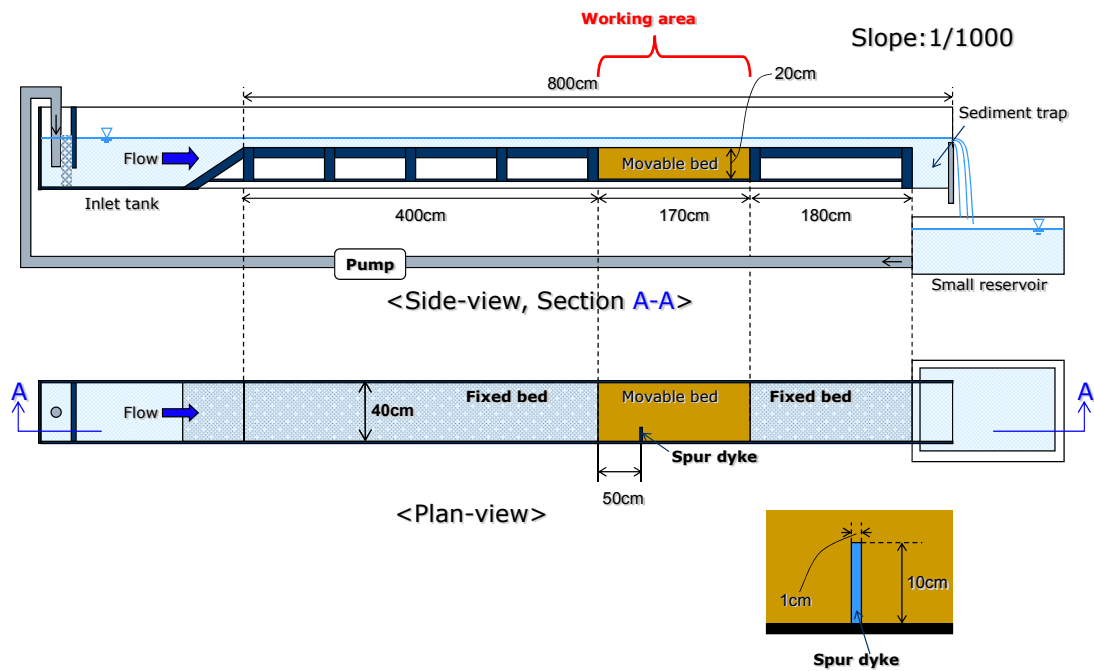 Working area
Slope:1/1000
800cm
20cm
Sediment trap
Flow
Movable bed
Inlet tank
400cm
170cm
180cm
Pump
Small reservoir
<Side-view, Section A-A>
A
A
Flow
40cm
Fixed bed
Movable bed
Fixed bed
Spur dyke
50cm
<Plan-view>
1cm
10cm
Spur dyke